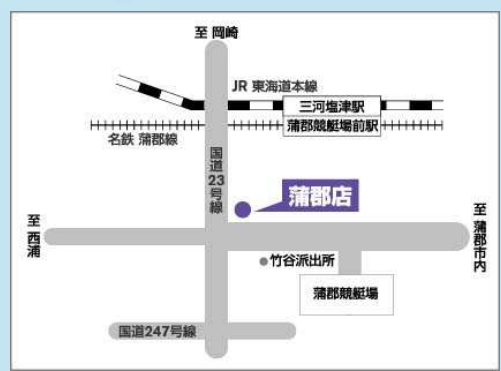 至 岡崎
JR 東海道本線
三河塩津駅
蒲郡競艇場前駅
名鉄 蒲郡線
国道23号線
蒲郡店
至 西浦
至 蒲郡市内
竹谷派出所
蒲郡競艇場
国道247号線